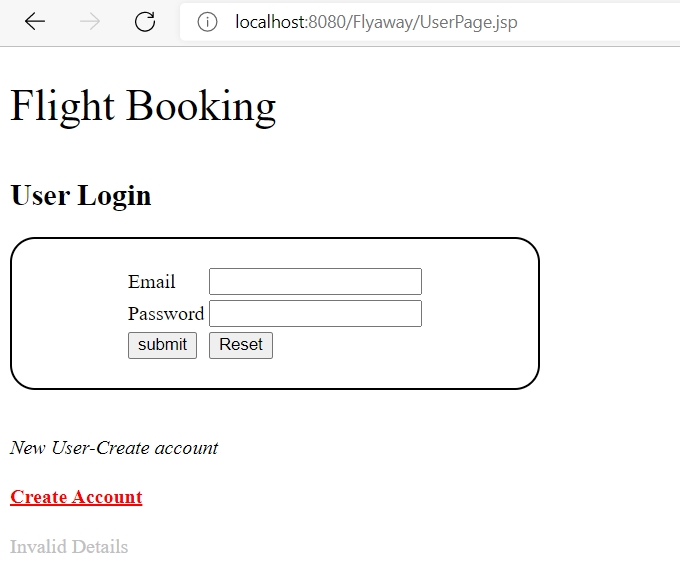 localhost:8080/Flyaway/UserPage.jsp
Flight Booking
User Login
Email
Password
submit Reset
New User-Create account
Create Account
Invalid Details